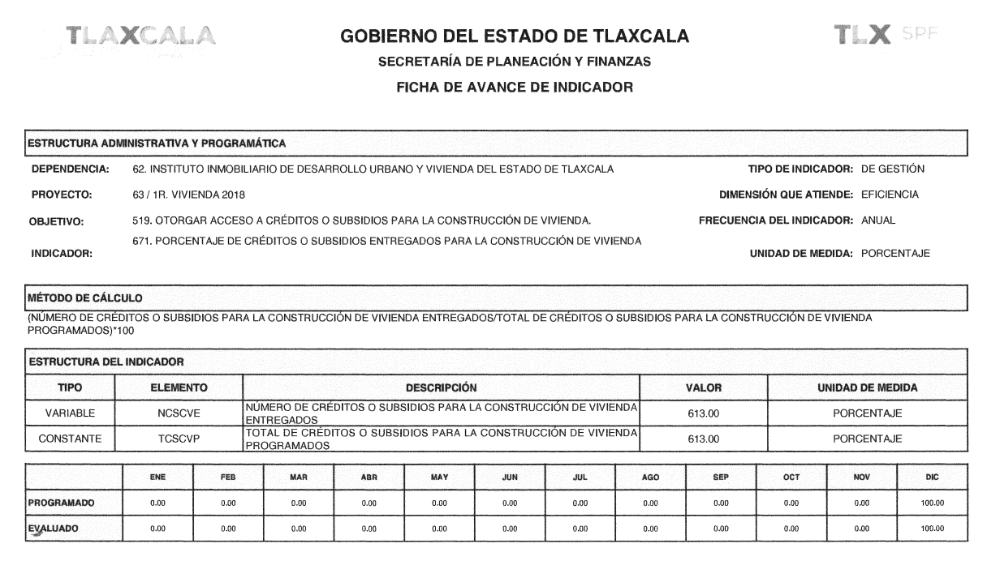 TLAXCALA
GOBIERNO DEL ESTADO DE TLAXCALA
TLX SPF
SECRETARÍA DE PLANEACIÓN Y FINANZAS
FICHA DE AVANCE DE INDICADOR
ESTRUCTURA ADMINISTRATIVA Y PROGRAMÁTICA
DEPENDENCIA: 62. INSTITUTO INMOBILIARIO DE DESARROLLO URBANO Y VIVIENDA DEL ESTADO DE TLAXCALA TIPO DE INDICADOR: DE GESTIÓN
PROYECTO: 63 / 1R. VIVIENDA 2018 DIMENSIÓN QUE ATIENDE: EFICIENCIA
OBJETIVO: 519. OTORGAR ACCESO A CRÉDITOS O SUBSIDIOS PARA LA CONSTRUCCIÓN DE VIVIENDA. FRECUENCIA DEL INDICADOR: ANUAL
671. PORCENTAJE DE CRÉDITOS O SUBSIDIOS ENTREGADOS PARA LA CONSTRUCCIÓN DE VIVIENDA
INDICADOR: UNIDAD DE MEDIDA: PORCENTAJE
MÉTODO DE CÁLCULO
(NÚMERO DE CRÉDITOS O SUBSIDIOS PARA LA CONSTRUCCIÓN DE VIVIENDA ENTREGADOS/TOTAL DE CRÉDITOS O SUBSIDIOS PARA LA CONSTRUCCIÓN DE VIVIENDA
PROGRAMADOS)*100
ESTRUCTURA DEL INDICADOR
TIPO ELEMENTO DESCRIPCIÓN VALOR UNIDAD DE MEDIDA
VARIABLE NCSCVE NÚMERO DE CRÉDITOS O SUBSIDIOS PARA LA CONSTRUCCIÓN DE VIVIENDA 613.00 PORCENTAJE
ENTREGADOS
CONSTANTE TCSCVP TOTAL DE CRÉDITOS O SUBSIDIOS PARA LA CONSTRUCCIÓN DE VIVIENDA 613.00 PORCENTAJE
PROGRAMADOS
ENE FEB MAR ABR MAY JUN JUL AGO SEP OCT NOV DIC
PROGRAMADO 0.00 0.00 0.00 0.00 0.00 0.00 0.00 0.00 0.00 0.00 0.00 100.00
EVALUADO 0.00 0.00 0.00 0.00 0.00 0.00 0.00 0.00 0.00 0.00 0.00 100.00